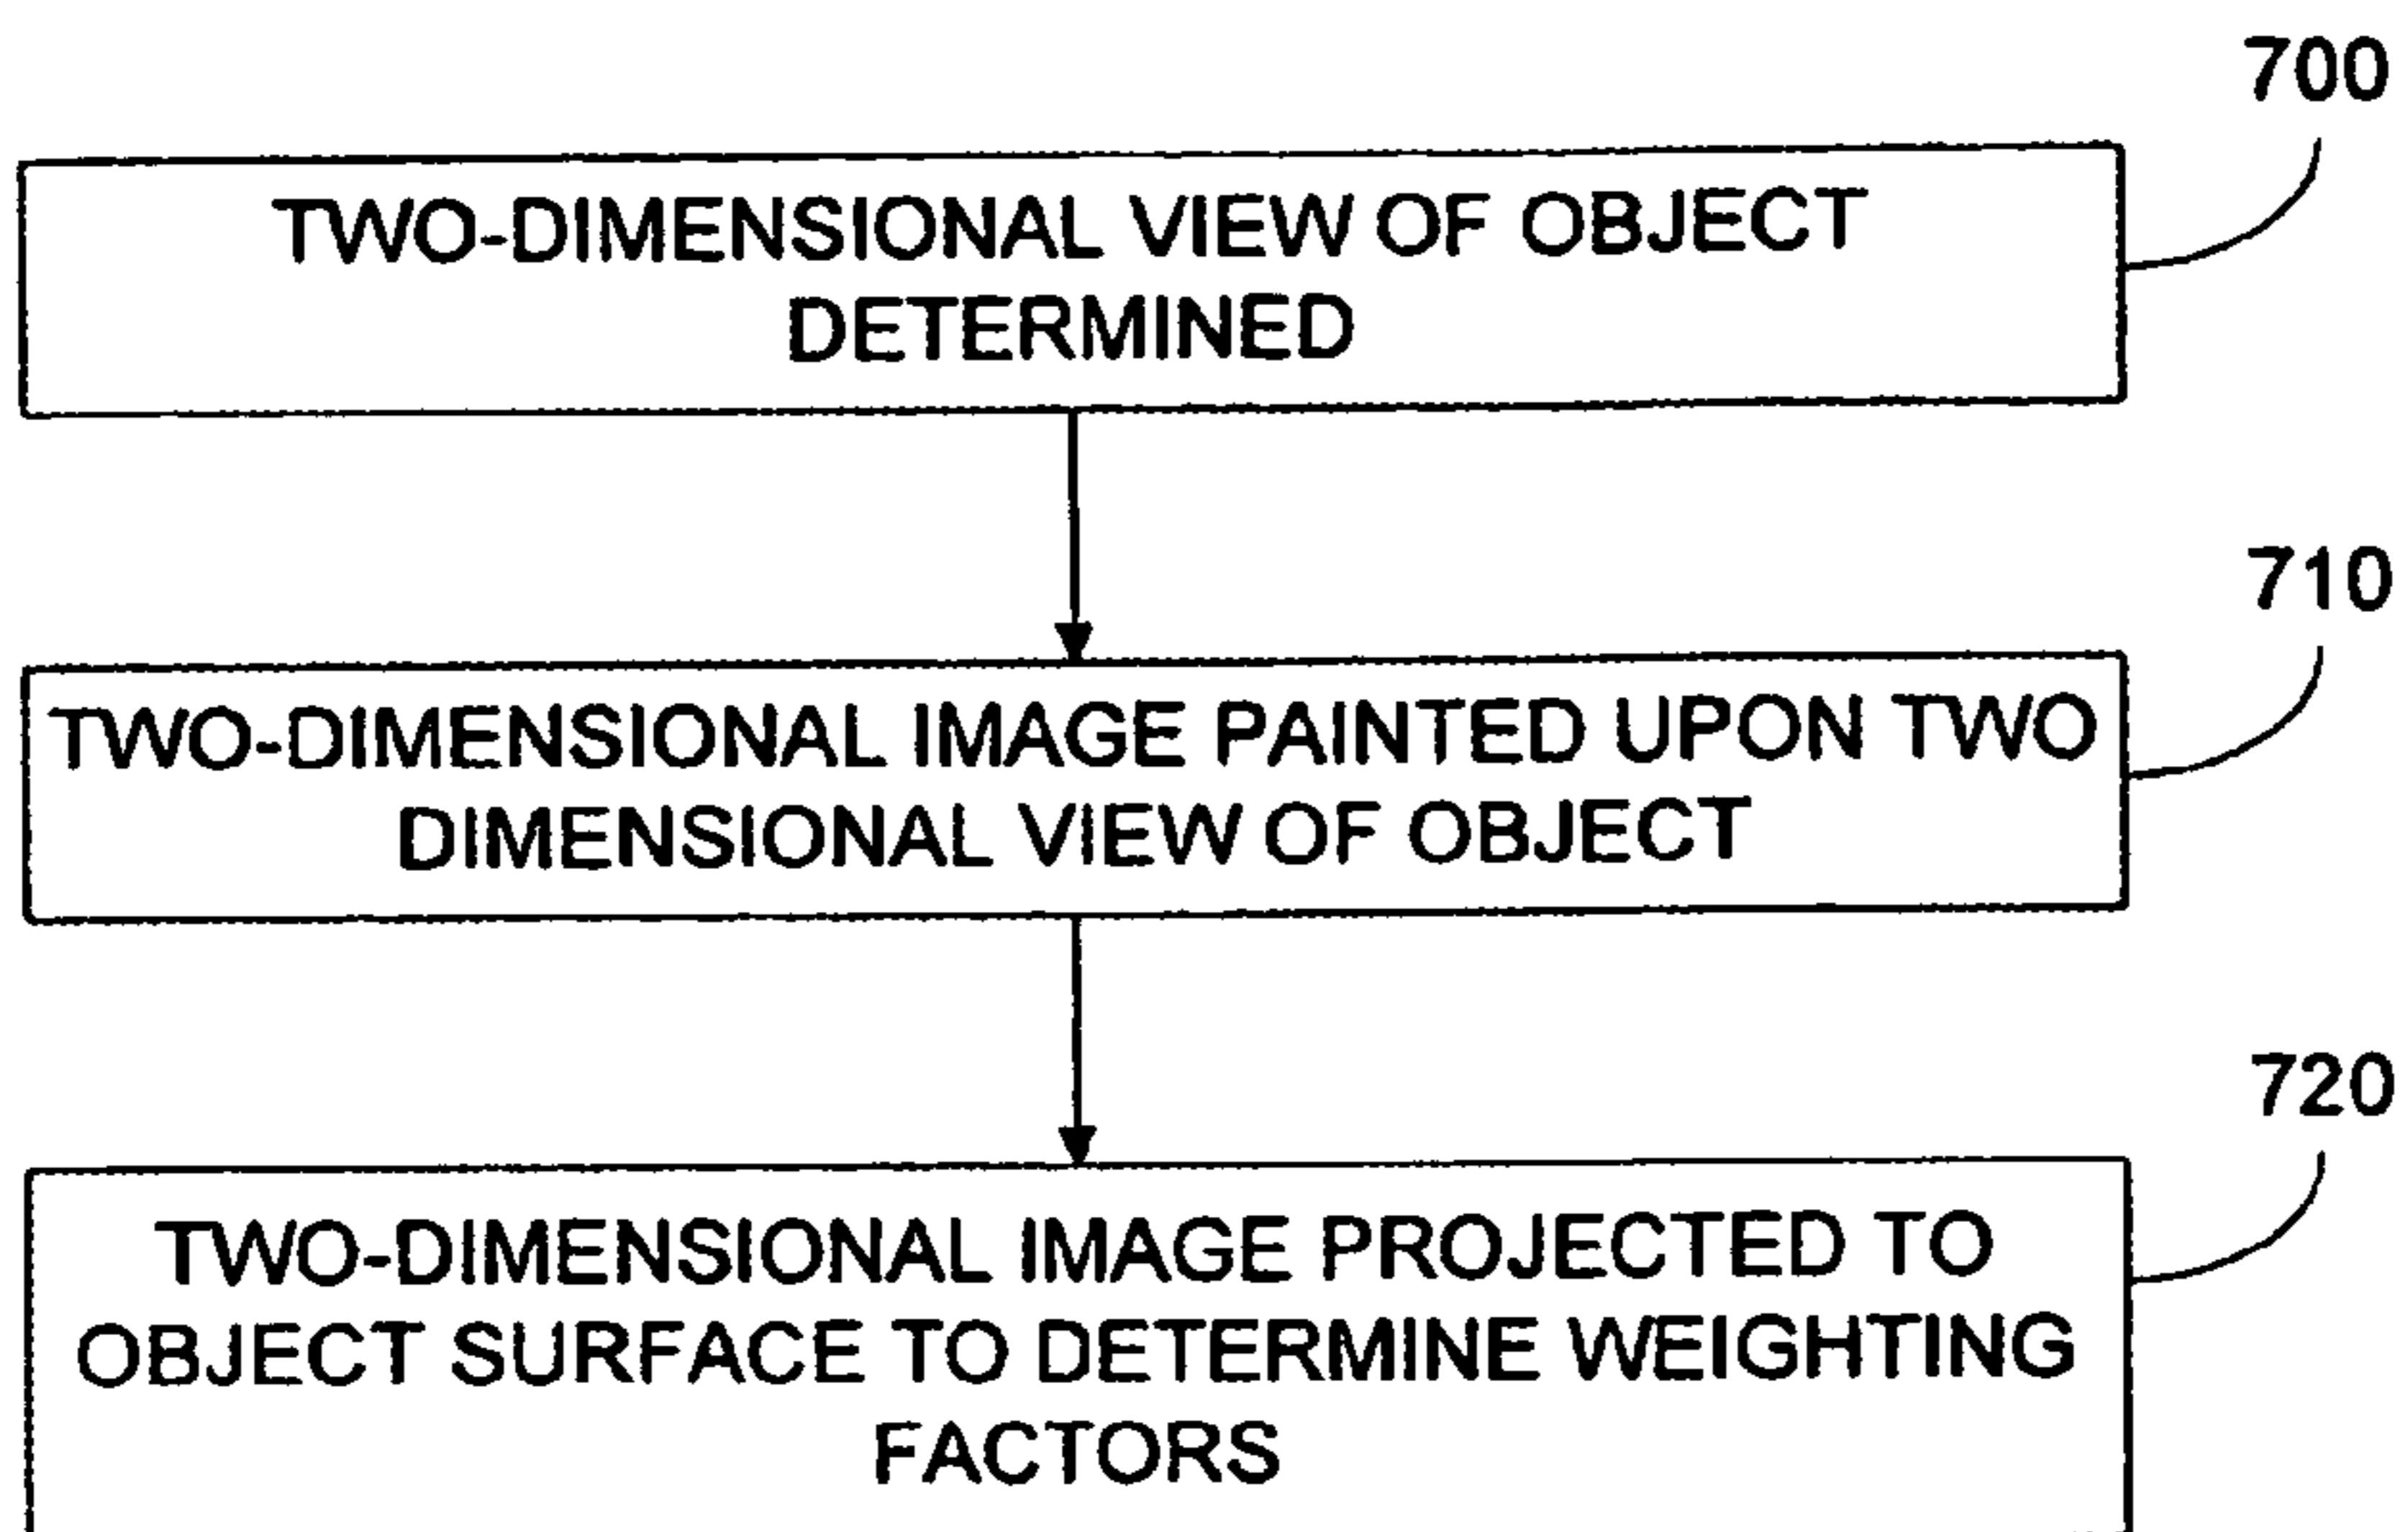 700
TWO-DIMENSIONAL VIEW OF OBJECT
DETERMINED
710
TWO-DIMENSIONAL IMAGE PAINTED UPON TWO
DIMENSIONAL VIEW OF OBJECT
720
TWO-DIMENSIONAL IMAGE PROJECTED TO
OBJECT SURFACE TO DETERMINE WEIGHTING
FACTORS